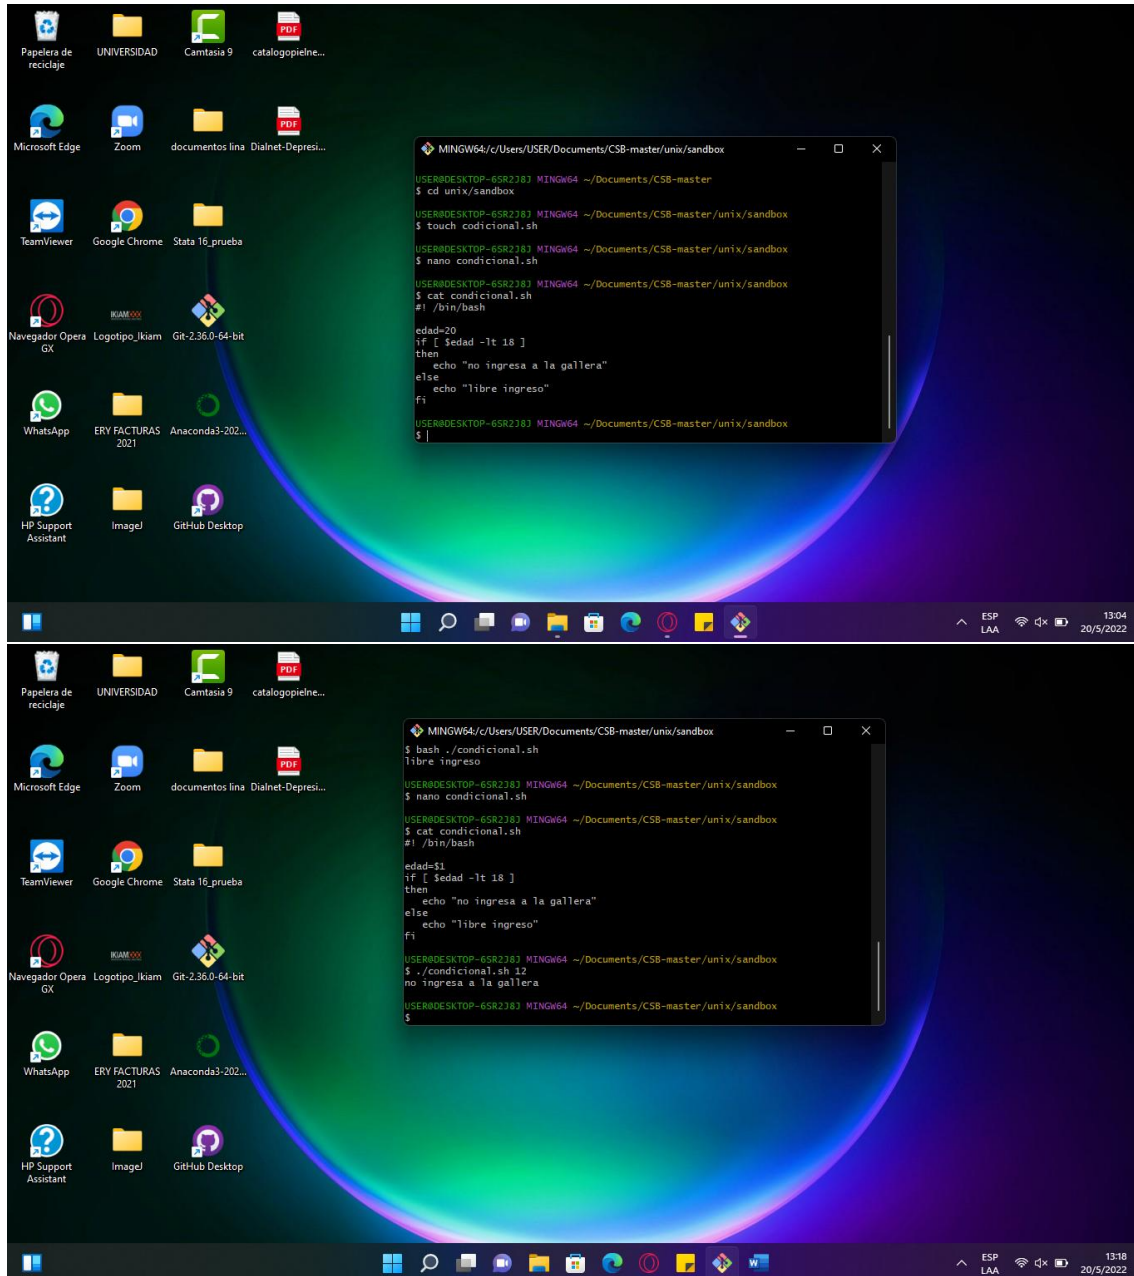 Papelera de
reciclaje
UNIVERSIDAD
Camtasia 9
PDF
catalogopielne...
Microsoft Edge
Zoom
documentos lina
PDF
Dialnet-Depresi...
TeamViewer
Google Chrome
Stata 16_prueba
Navegador Opera
GX
IKIAM
Logotipo_Ikiam
Git-2.36.0-64-bit
WhatsApp
ERY FACTURAS
2021
Anaconda3-202...
HP Support
Assistant
ImageJ
GitHub Desktop
MINGW64:/c/Users/USER/Documents/CSB-master/unix/sandbox
USER@DESKTOP-6SR2J8J MINGW64 ~/Documents/CSB-master
$ cd unix/sandbox
USER@DESKTOP-6SR2J8J MINGW64 ~/Documents/CSB-master/unix/sandbox
$ touch codicional.sh
USER@DESKTOP-6SR2J8J MINGW64 ~/Documents/CSB-master/unix/sandbox
$ nano condicional.sh
USER@DESKTOP-6SR2J8J MINGW64 ~/Documents/CSB-master/unix/sandbox
$ cat condicional.sh
#! /bin/bash
edad=20
if [ $edad -lt 18 ]
then
echo "no ingresa a la gallera"
else
echo "libre ingreso"
fi
USER@DESKTOP-6SR2J8J MINGW64 ~/Documents/CSB-master/unix/sandbox
$
ESP
LAA
13:04
20/5/2022
Papelera de
reciclaje
UNIVERSIDAD
Camtasia 9
PDF
catalogopielne...
Microsoft Edge
Zoom
documentos lina
PDF
Dialnet-Depresi...
TeamViewer
Google Chrome
Stata 16_prueba
Navegador Opera
GX
IKIAM
Logotipo_Ikiam
Git-2.36.0-64-bit
WhatsApp
ERY FACTURAS
2021
Anaconda3-202...
HP Support
Assistant
ImageJ
GitHub Desktop
MINGW64:/c/Users/USER/Documents/CSB-master/unix/sandbox
$ bash ./condicional.sh
libre ingreso
USER@DESKTOP-6SR2J8J MINGW64 ~/Documents/CSB-master/unix/sandbox
$ nano condicional.sh
USER@DESKTOP-6SR2J8J MINGW64 ~/Documents/CSB-master/unix/sandbox
$ cat condicional.sh
#! /bin/bash
edad=$1
if [ $edad -lt 18 ]
then
echo "no ingresa a la gallera"
else
echo "libre ingreso"
fi
USER@DESKTOP-6SR2J8J MINGW64 ~/Documents/CSB-master/unix/sandbox
$ ./condicional.sh 12
no ingresa a la gallera
USER@DESKTOP-6SR2J8J MINGW64 ~/Documents/CSB-master/unix/sandbox
$
W
ESP
LAA
13:18
20/5/2022